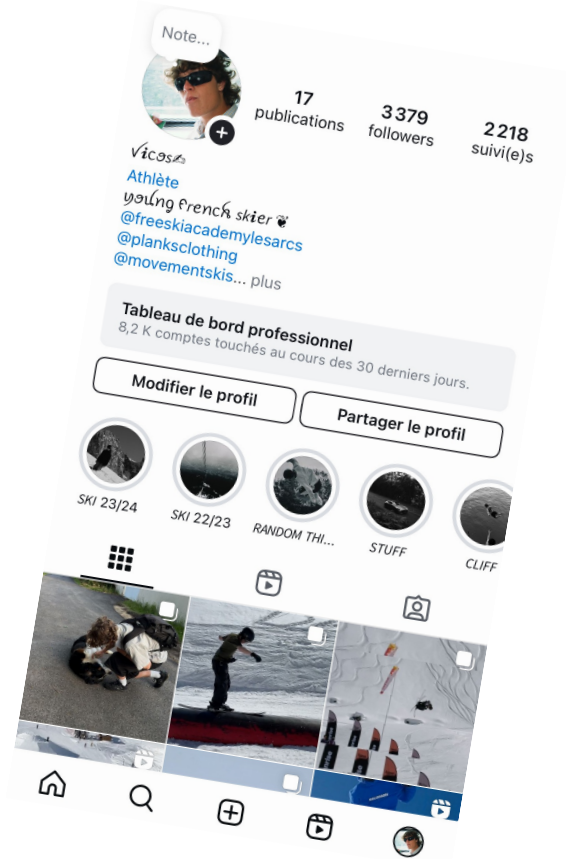 Note...
17
publications
3 379
followers
2 218
suivi(e)s
Vices✍
Athlète
young french skier ❦
@freeskiacademylesarcs
@planksclothing
@movementskis... plus
Tableau de bord professionnel
8,2 K comptes touchés au cours des 30 derniers jours.
Modifier le profil
Partager le profil
SKI 23/24
SKI 22/23
RANDOM THI...
STUFF
CLIFF